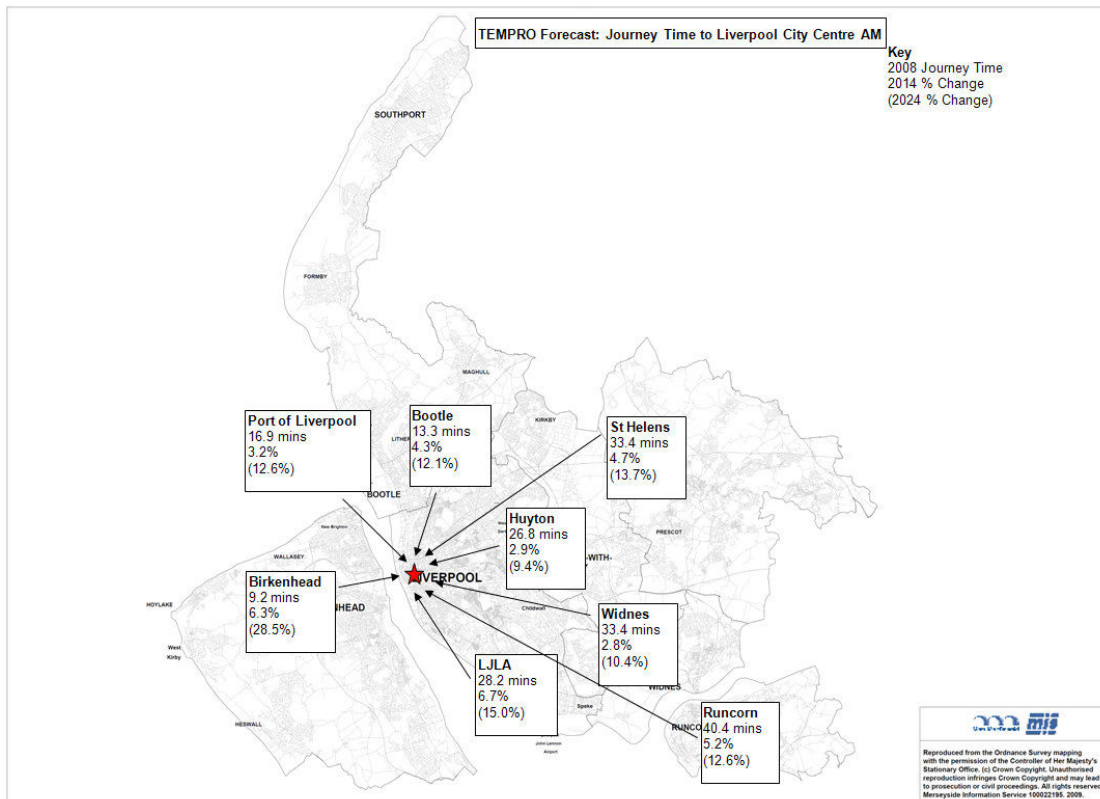 TEMPRO Forecast: Journey Time to Liverpool City Centre AM
Key
2008 Journey Time
2014 % Change
(2024 % Change)
SOUTHPORT
FORMBY
MAGHULL
Port of Liverpool
16.9 mins
3.2%
(12.6%)
Bootle
13.3 mins
4.3%
(12.1%)
LITHER
KIRKBY
St Helens
33.4 mins
4.7%
(13.7%)
BOOTLE
New Brighton
Huyton
26.8 mins
2.9%
(9.4%)
PRESCOT
WALLASEY
WITH
IVERPOOL
Birkenhead
9.2 mins
6.3%
(28.5%)
NHEAD
HOYLAKE
Childwall
Widnes
33.4 mins
2.8%
(10.4%)
West
Kirby
LJLA
28.2 mins
6.7%
(15.0%)
WIDNES
Speke
HESWALL
RUNCO
Runcorn
40.4 mins
5.2%
(12.6%)
John Lennon
Airport
mis
Reproduced from the Ordnance Survey mapping
with the permission of the Controller of Her Majesty's
Stationary Office. (c) Crown Copyright. Unauthorised
reproduction infringes Crown Copyright and may lead
to prosecution or civil proceedings. All rights reserved
Merseyside Information Service 100022195. 2009.